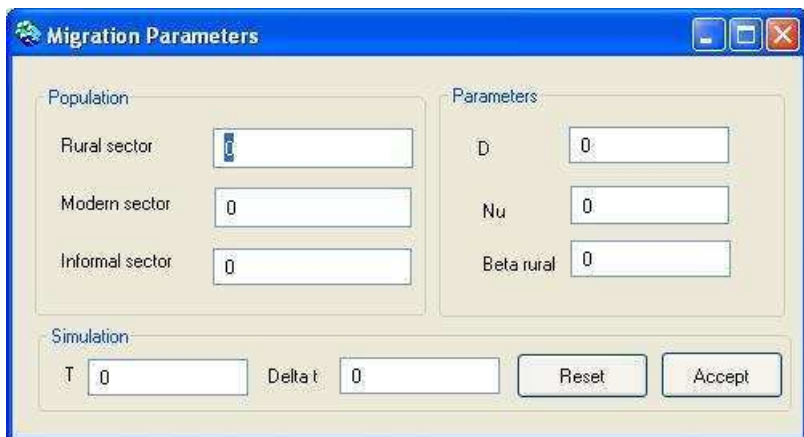 Migration Parameters
Population
Rural sector 0
Modern sector 0
Informal sector 0
Parameters
D 0
Nu 0
Beta rural 0
Simulation
T 0 Delta t 0 Reset Accept